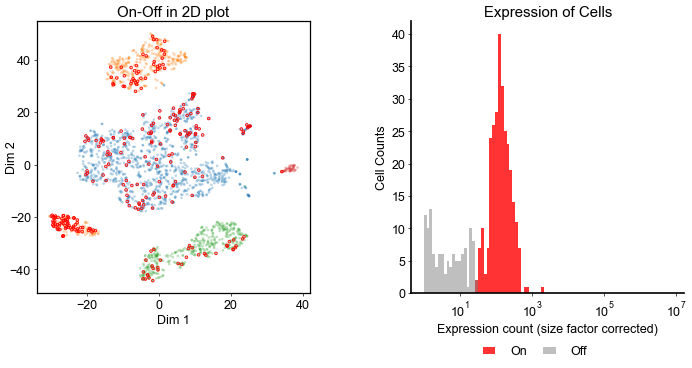 On-Off in 2D plot
40
20
0
−20
−40
−20
0
20
40
Dim 2
Dim 1
Expression of Cells
40
35
30
25
20
15
10
5
0
10^1
10^3
10^5
10^7
Cell Counts
Expression count (size factor corrected)
On
Off